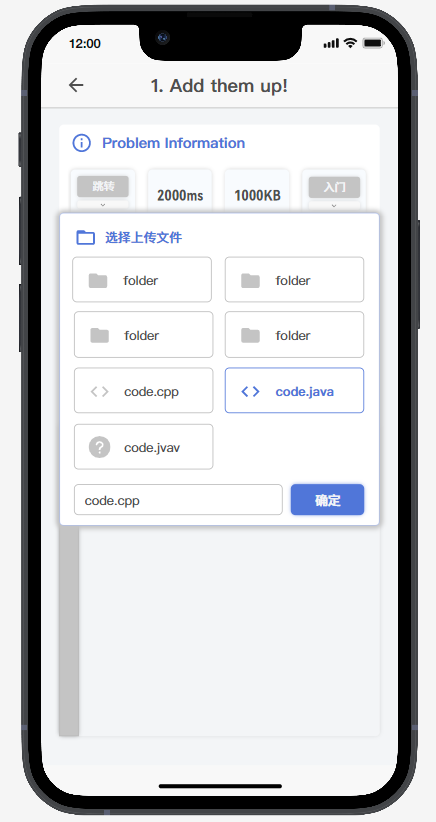 12:00
1. Add them up!
Problem Information
跳转
2000ms
1000KB
入门
选择上传文件
folder
folder
folder
folder
code.cpp
code.java
code.jvav
code.cpp
确定